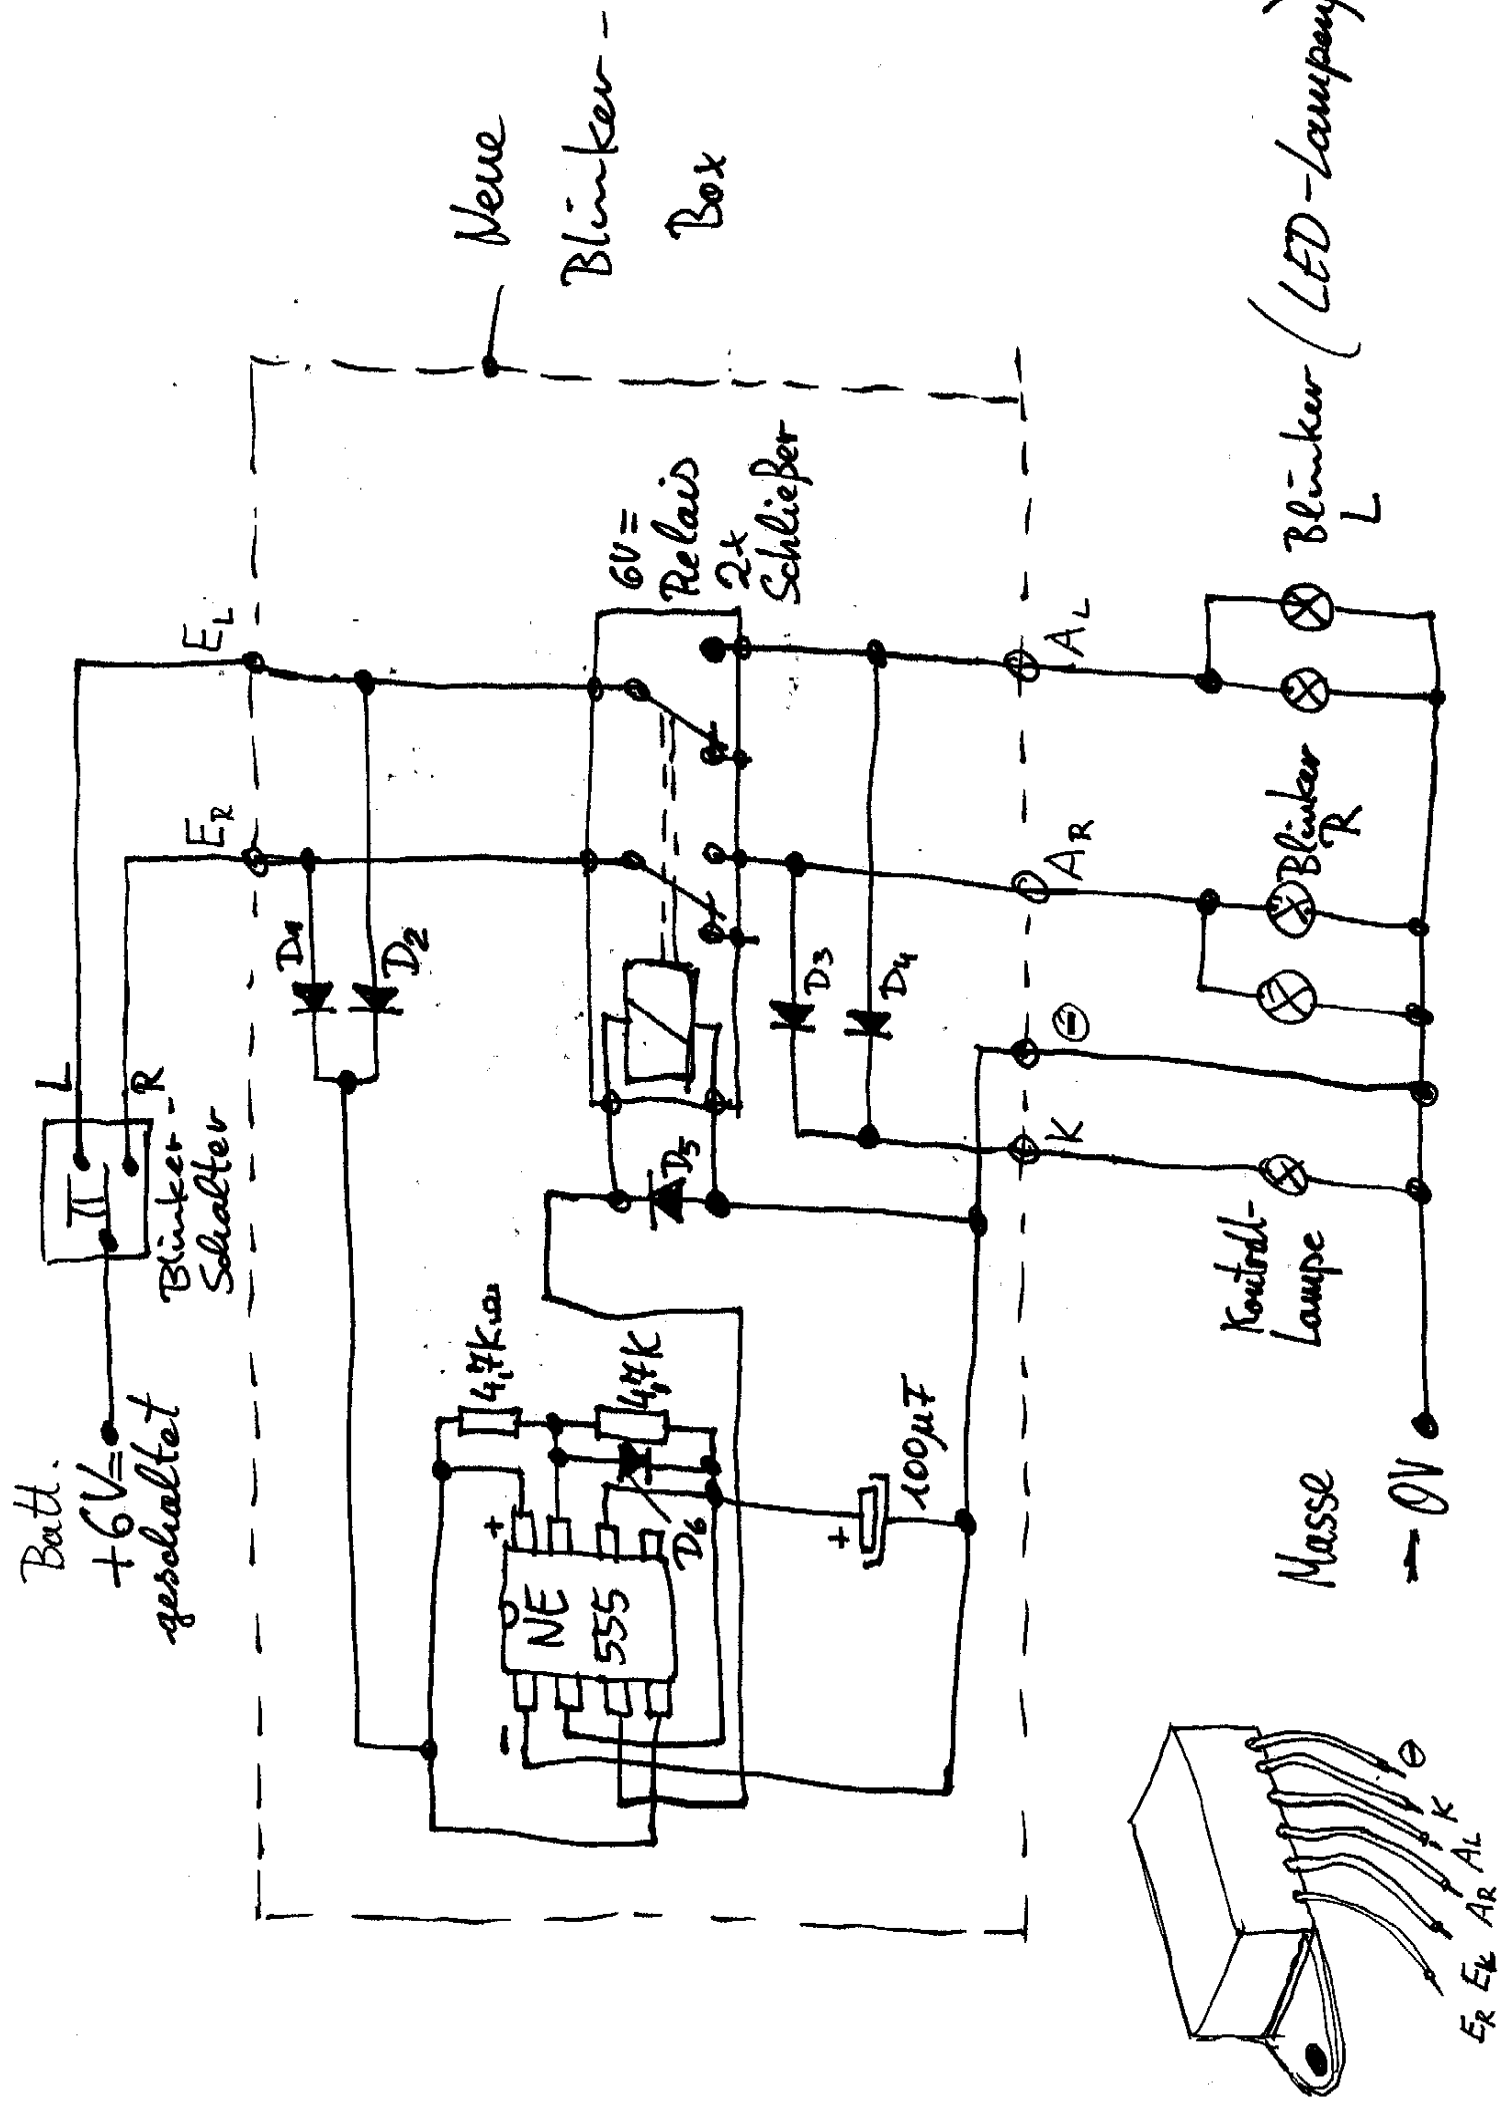 Batt.
+6V=
geschaltet
L
R
Blinker-
Schalter
E_R
E_L
Neue
Blinker-
Box
D1
D2
4,7KΩ
4,7K
+
NE
555
-
D6
D5
6V=
Relais
2x
Schließer
D3
D4
+
100µF
K
⊖
A_R
A_L
Kontroll-
Lampe
Blinker
R
Blinker (LED-Lampen)
L
Masse
- 0V
E_R E_L A_R A_L K ⊖